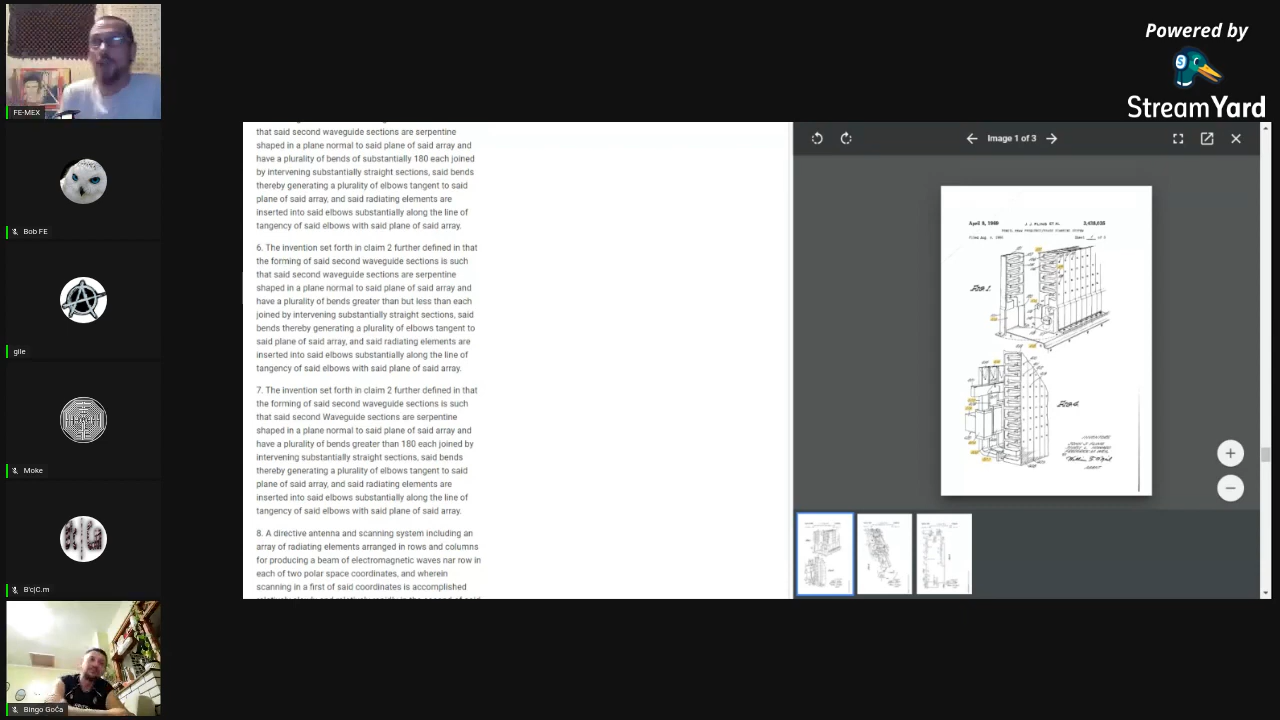 Powered by
StreamYard
FE-MEX
Bob FE
gile
Moke
B'c|C.m
Bingo Goča
that said second waveguide sections are serpentine
shaped in a plane normal to said plane of said array and
have a plurality of bends of substantially 180 each joined
by intervening substantially straight sections, said bends
thereby generating a plurality of elbows tangent to said
plane of said array, and said radiating elements are
inserted into said elbows substantially along the line of
tangency of said elbows with said plane of said array.
6. The invention set forth in claim 2 further defined in that
the forming of said second waveguide sections is such
that said second waveguide sections are serpentine
shaped in a plane normal to said plane of said array and
have a plurality of bends greater than but less than each
joined by intervening substantially straight sections, said
bends thereby generating a plurality of elbows tangent to
said plane of said array, and said radiating elements are
inserted into said elbows substantially along the line of
tangency of said elbows with said plane of said array.
7. The invention set forth in claim 2 further defined in that
the forming of said second waveguide sections is such
that said second Waveguide sections are serpentine
shaped in a plane normal to said plane of said array and
have a plurality of bends greater than 180 each joined by
intervening substantially straight sections, said bends
thereby generating a plurality of elbows tangent to said
plane of said array, and said radiating elements are
inserted into said elbows substantially along the line of
tangency of said elbows with said plane of said array.
8. A directive antenna and scanning system including an
array of radiating elements arranged in rows and columns
for producing a beam of electromagnetic waves nar row in
each of two polar space coordinates, and wherein
scanning in a first of said coordinates is accomplished
Image 1 of 3
April 8, 1969